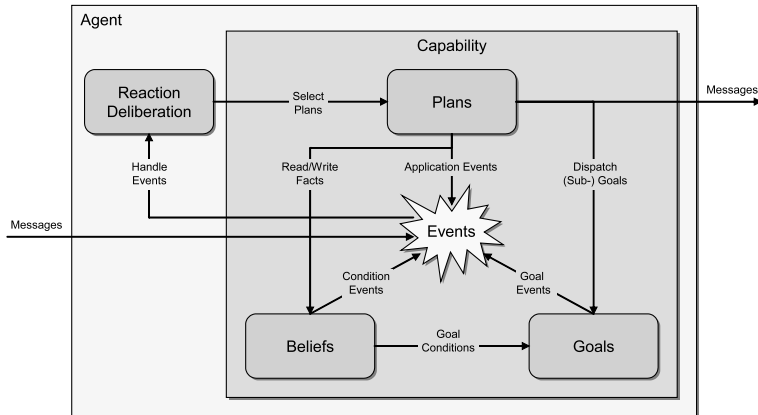 Agent
Capability
Reaction
Deliberation
Select
Plans
Plans
Messages
Handle
Events
Read/Write
Facts
Application Events
Dispatch
(Sub-) Goals
Messages
Events
Condition
Events
Goal
Events
Beliefs
Goal
Conditions
Goals